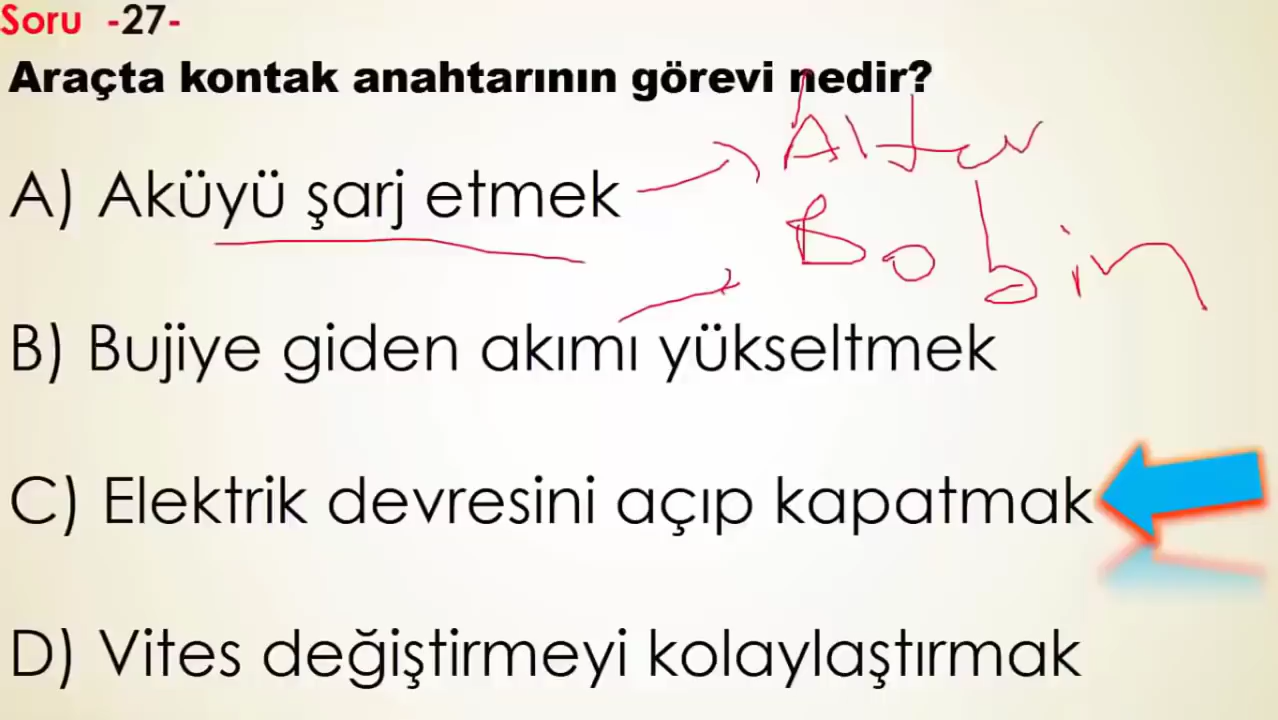 Soru -27-
Araçta kontak anahtarının görevi nedir?
A) Aküyü şarj etmek
Alter
Bobin
B) Bujiye giden akımı yükseltmek
C) Elektrik devresini açıp kapatmak
D) Vites değiştirmeyi kolaylaştırmak